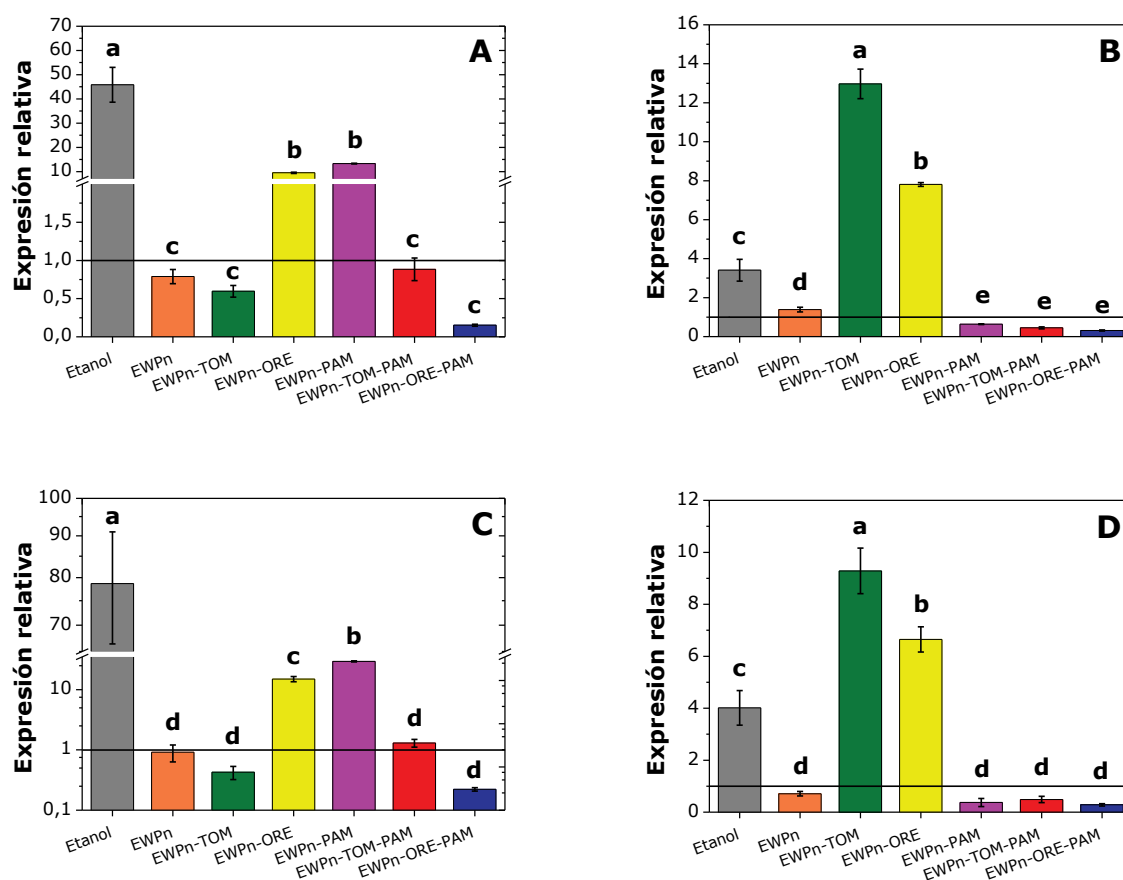 A
Expresión relativa
70
60
50
40
30
20
10
1,5
1,0
0,5
0,0
a
c
c
b
b
c
c
Etanol
EWPn
EWPn-TOM
EWPn-ORE
EWPn-PAM
EWPn-TOM-PAM
EWPn-ORE-PAM
B
Expresión relativa
16
14
12
10
8
6
4
2
0
c
d
a
b
e
e
e
Etanol
EWPn
EWPn-TOM
EWPn-ORE
EWPn-PAM
EWPn-TOM-PAM
EWPn-ORE-PAM
C
Expresión relativa
100
90
80
70
10
1
0,1
a
d
d
c
b
d
d
Etanol
EWPn
EWPn-TOM
EWPn-ORE
EWPn-PAM
EWPn-TOM-PAM
EWPn-ORE-PAM
D
Expresión relativa
12
10
8
6
4
2
0
c
d
a
b
d
d
d
Etanol
EWPn
EWPn-TOM
EWPn-ORE
EWPn-PAM
EWPn-TOM-PAM
EWPn-ORE-PAM